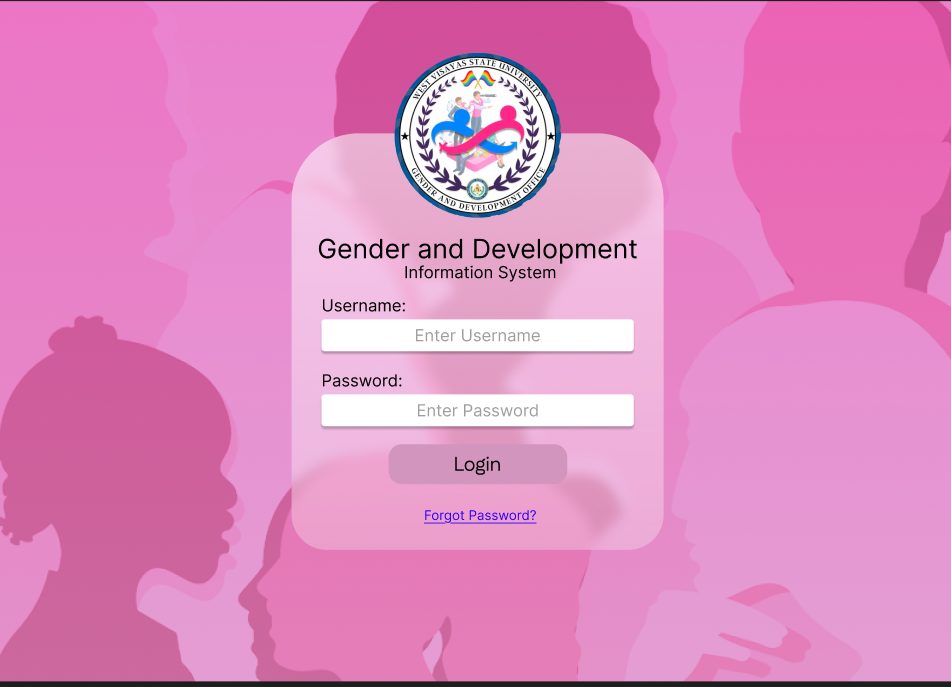 WEST VISAYAS STATE UNIVERSITY
GENDER AND DEVELOPMENT OFFICE
Gender and Development
Information System
Username:
Enter Username
Password:
Enter Password
Login
Forgot Password?